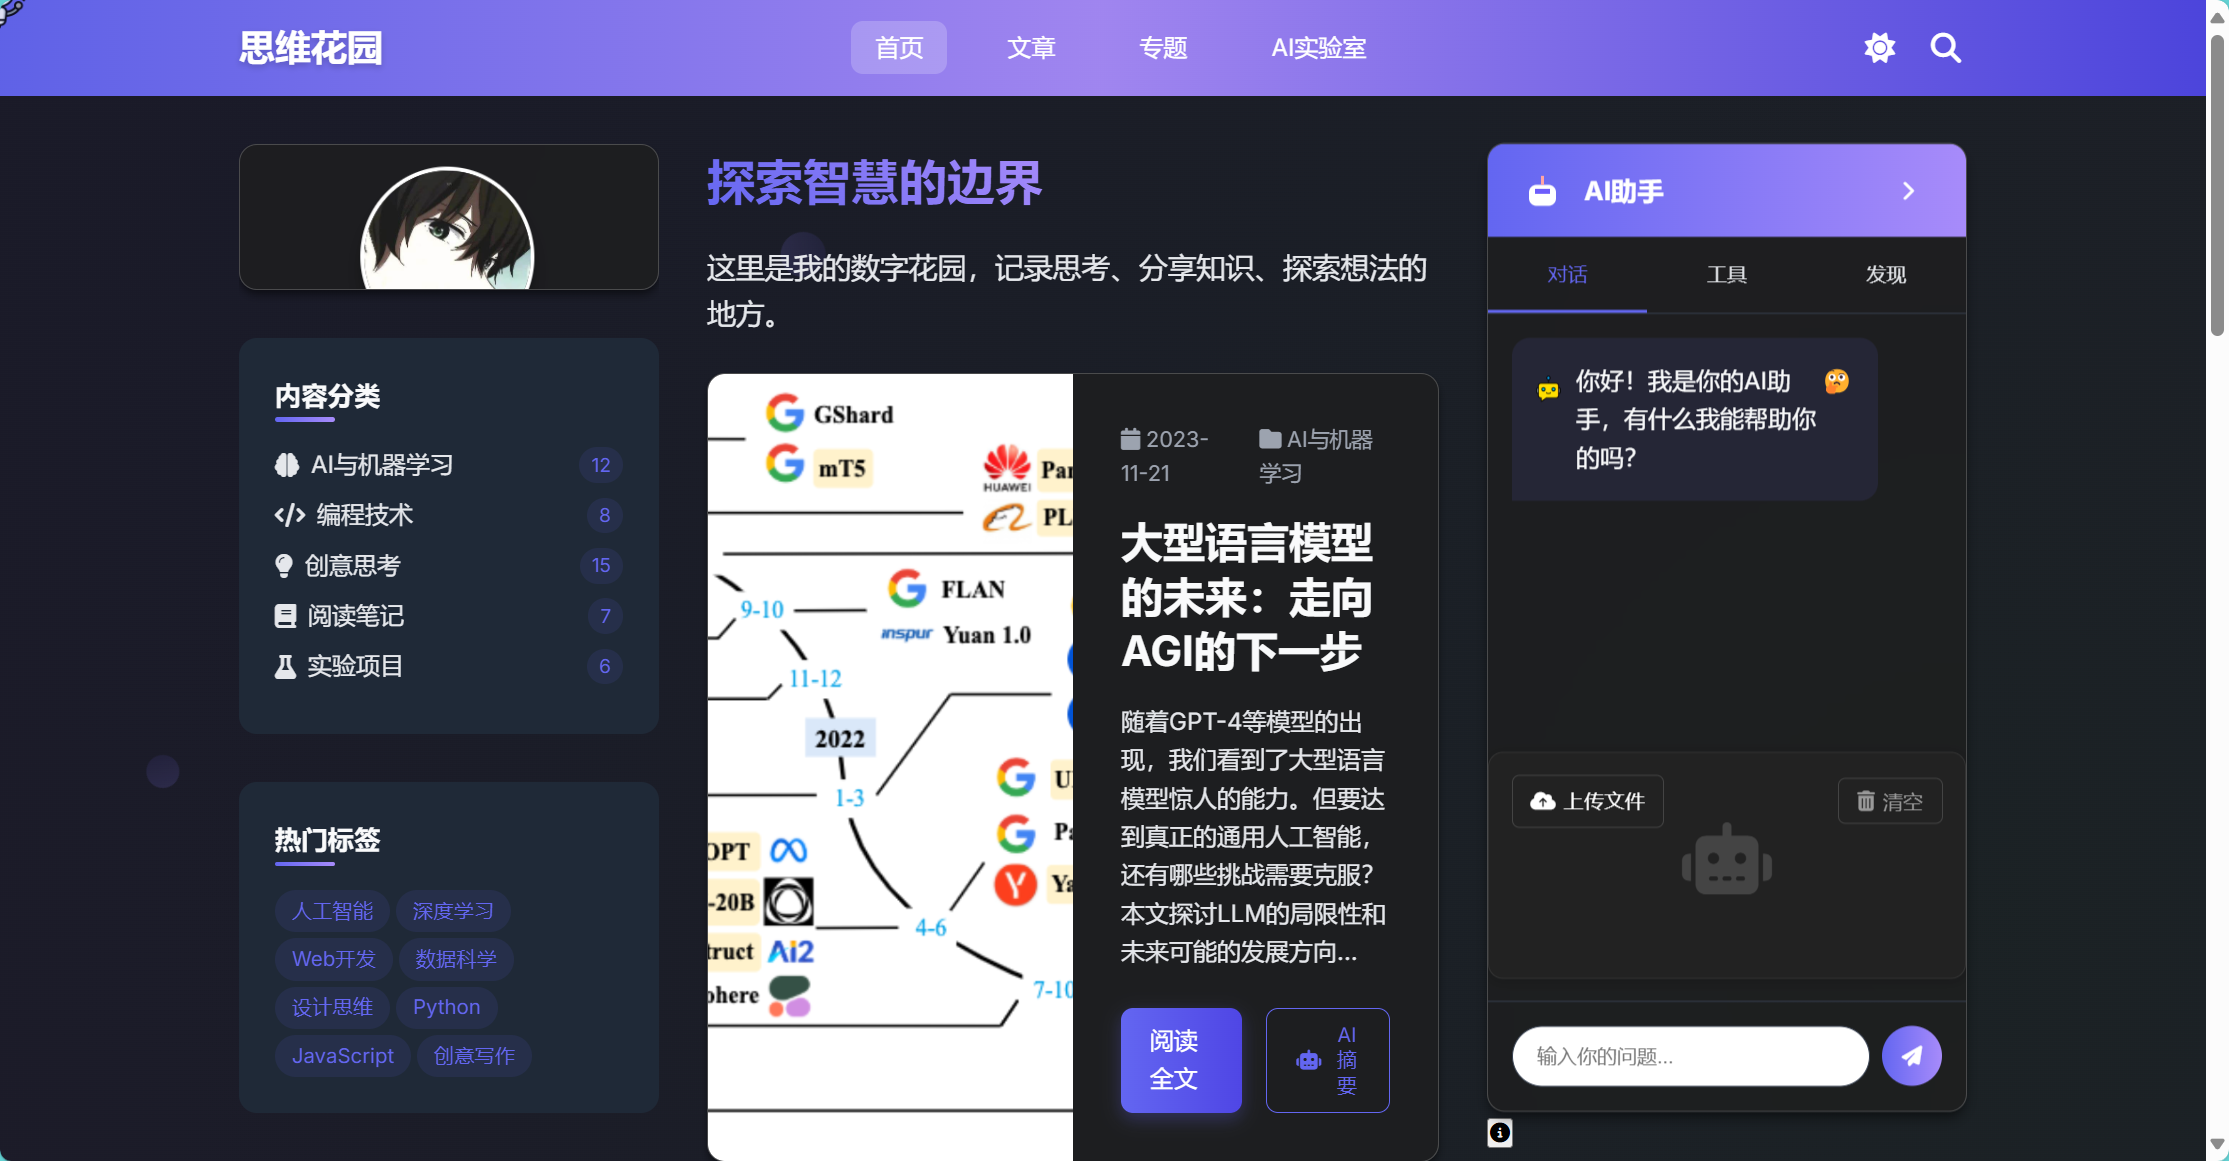 思维花园
首页
文章
专题
AI实验室
内容分类
AI与机器学习
12
编程技术
8
创意思考
15
阅读笔记
7
实验项目
6
热门标签
人工智能
深度学习
Web开发
数据科学
设计思维
Python
JavaScript
创意写作
探索智慧的边界
这里是我的数字花园，记录思考、分享知识、探索想法的
地方。
GShard
mT5
HUAWEI
Pan
PL
FLAN
inspur Yuan 1.0
9-10
11-12
2022
1-3
U
Pa
Ya
OPT
-20B
truct
Ai2
ohere
4-6
7-10
2023-
11-21
AI与机器
学习
大型语言模型
的未来：走向
AGI的下一步
随着GPT-4等模型的出
现，我们看到了大型语言
模型惊人的能力。但要达
到真正的通用人工智能，
还有哪些挑战需要克服？
本文探讨LLM的局限性和
未来可能的发展方向...
阅读
全文
AI
摘
要
AI助手
对话
工具
发现
你好！我是你的AI助
手，有什么我能帮助你
的吗？
上传文件
清空
输入你的问题...